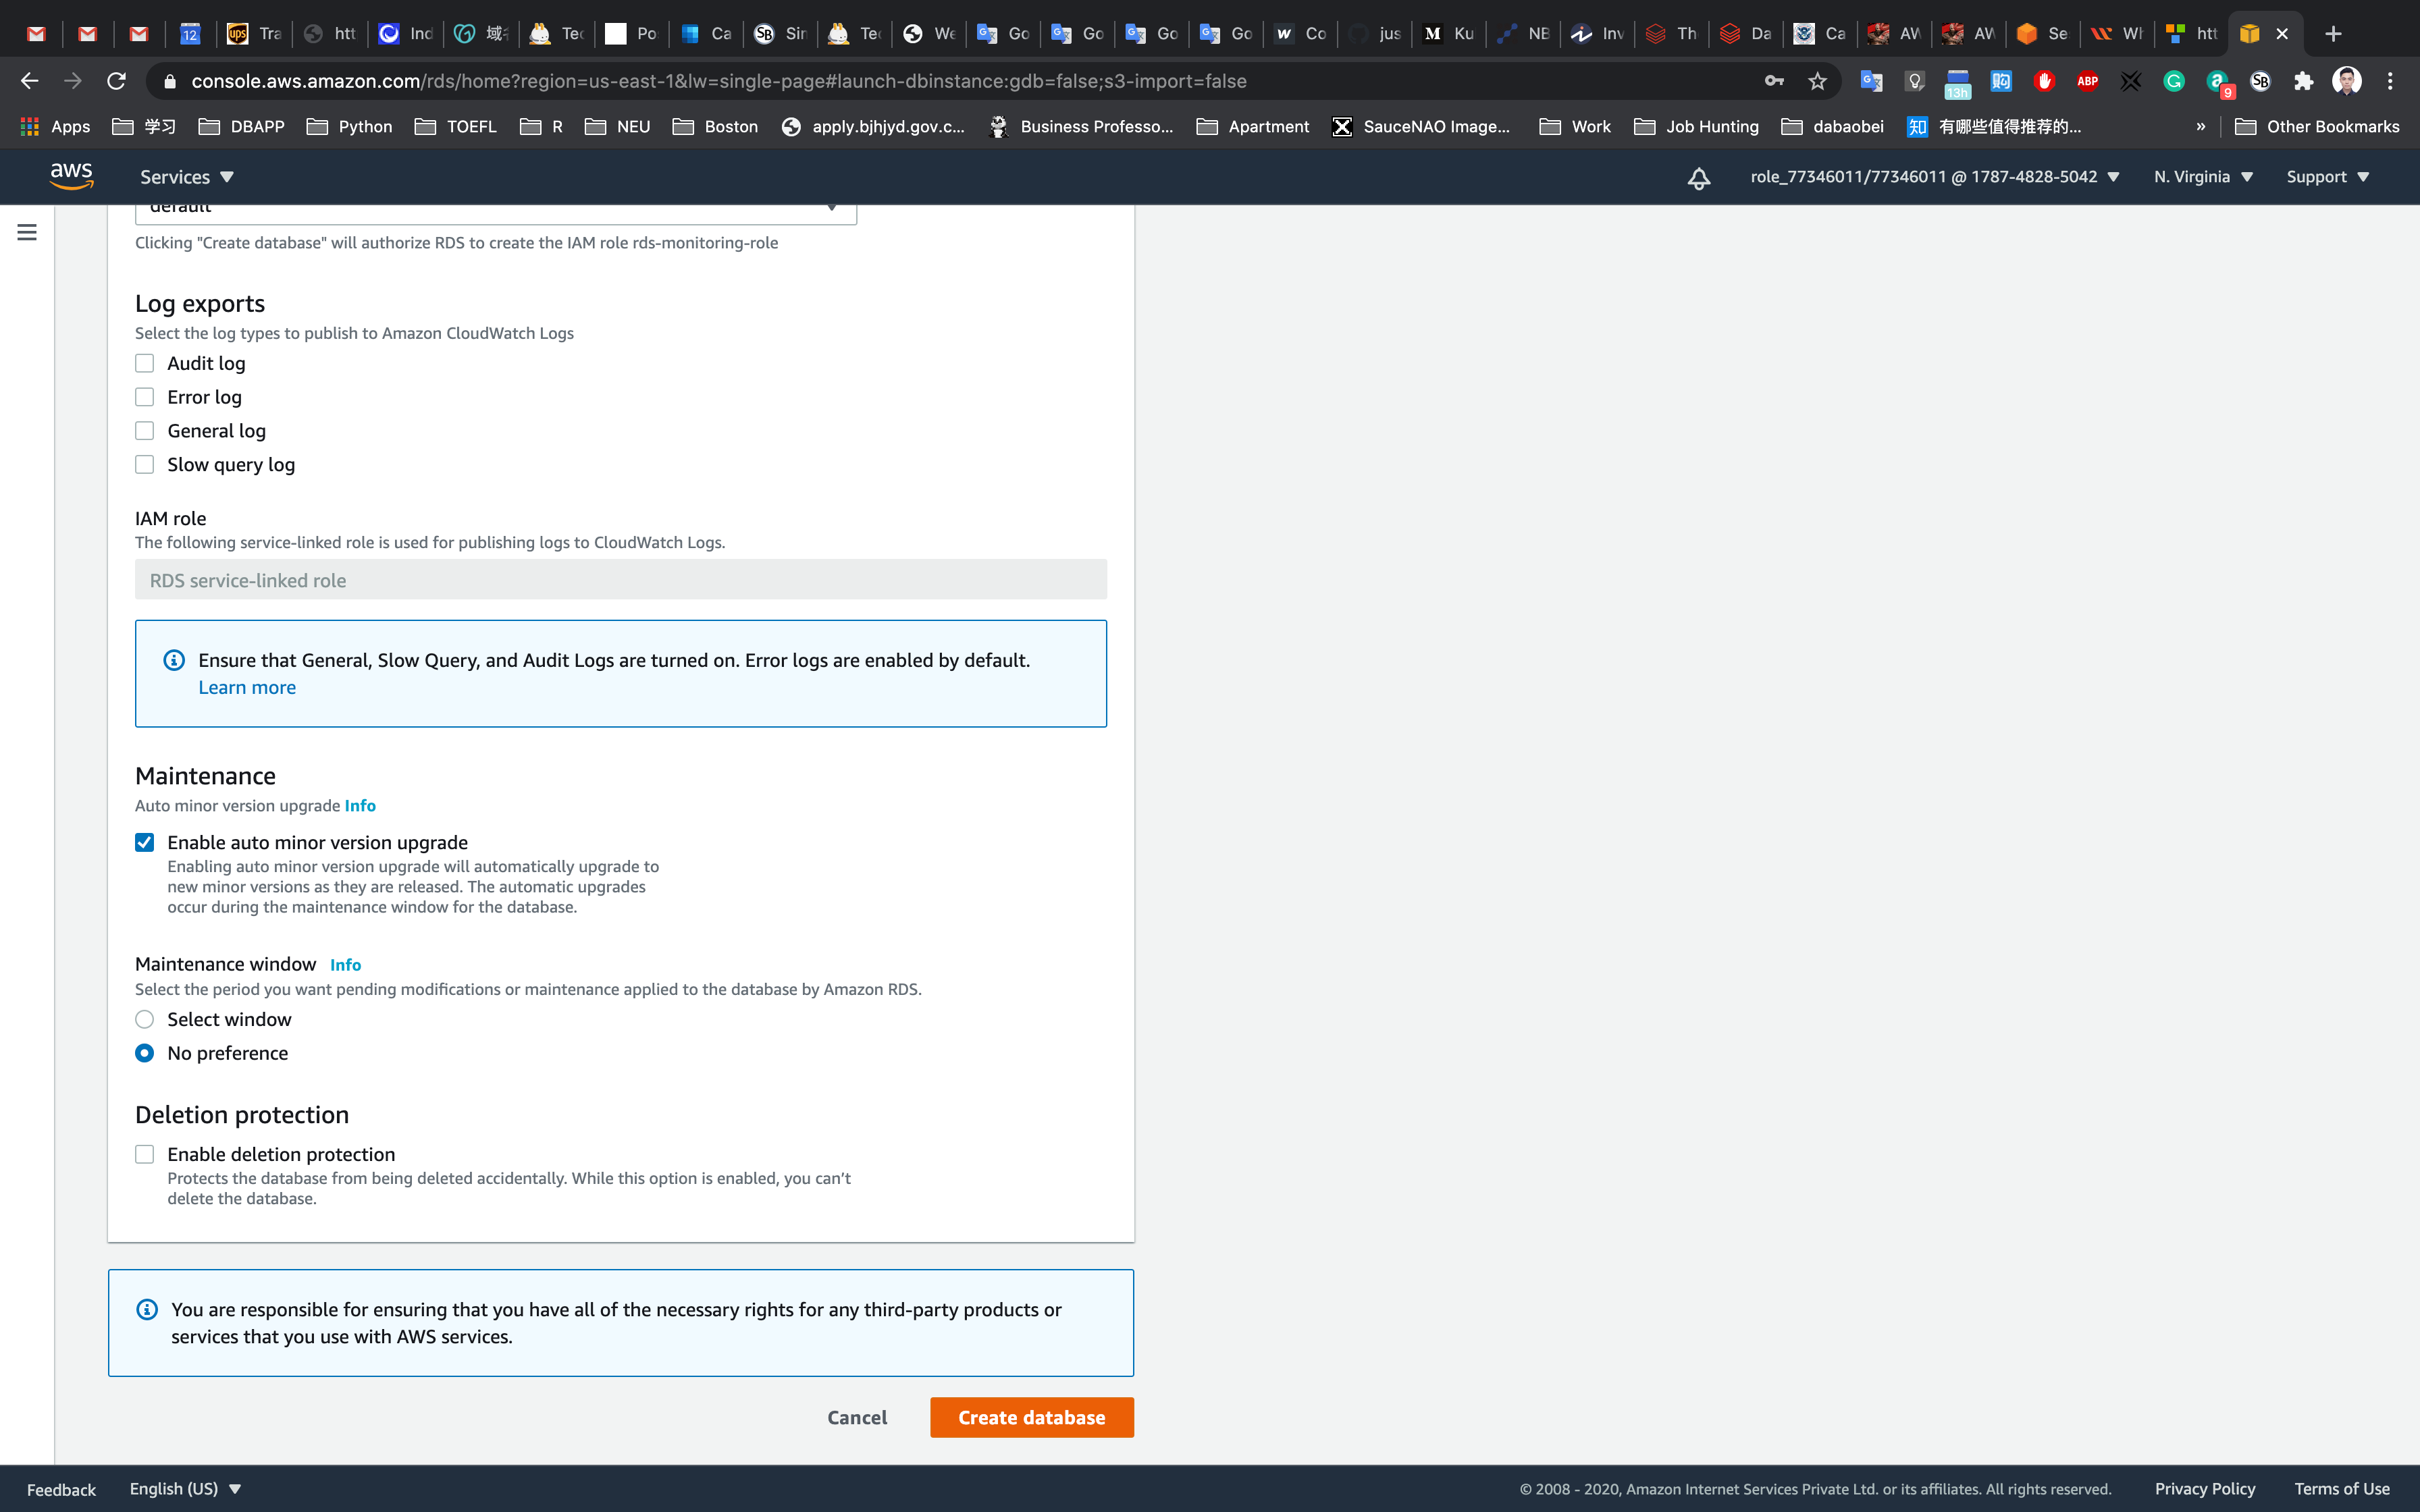 12
Tra
htt
Ind
域名
Tec
Po
Ca
Sin
Tec
We
Go
Go
Go
Go
Co
jus
Ku
NB
Inv
Th
Da
Ca
AW
AW
Se
Wh
htt
console.aws.amazon.com/rds/home?region=us-east-1&lw=single-page#launch-dbinstance:gdb=false;s3-import=false
13h
ABP
9
Apps
学习
DBAPP
Python
TOEFL
R
NEU
Boston
apply.bjhjyd.gov.c...
Business Professo...
Apartment
SauceNAO Image...
Work
Job Hunting
dabaobei
知 有哪些值得推荐的...
»
Other Bookmarks
aws
Services
role_77346011/77346011 @ 1787-4828-5042
N. Virginia
Support
default
Clicking "Create database" will authorize RDS to create the IAM role rds-monitoring-role
Log exports
Select the log types to publish to Amazon CloudWatch Logs
Audit log
Error log
General log
Slow query log
IAM role
The following service-linked role is used for publishing logs to CloudWatch Logs.
RDS service-linked role
Ensure that General, Slow Query, and Audit Logs are turned on. Error logs are enabled by default.
Learn more
Maintenance
Auto minor version upgrade Info
Enable auto minor version upgrade
Enabling auto minor version upgrade will automatically upgrade to
new minor versions as they are released. The automatic upgrades
occur during the maintenance window for the database.
Maintenance window Info
Select the period you want pending modifications or maintenance applied to the database by Amazon RDS.
Select window
No preference
Deletion protection
Enable deletion protection
Protects the database from being deleted accidentally. While this option is enabled, you can't
delete the database.
You are responsible for ensuring that you have all of the necessary rights for any third-party products or
services that you use with AWS services.
Cancel
Create database
Feedback
English (US)
© 2008 - 2020, Amazon Internet Services Private Ltd. or its affiliates. All rights reserved.
Privacy Policy
Terms of Use